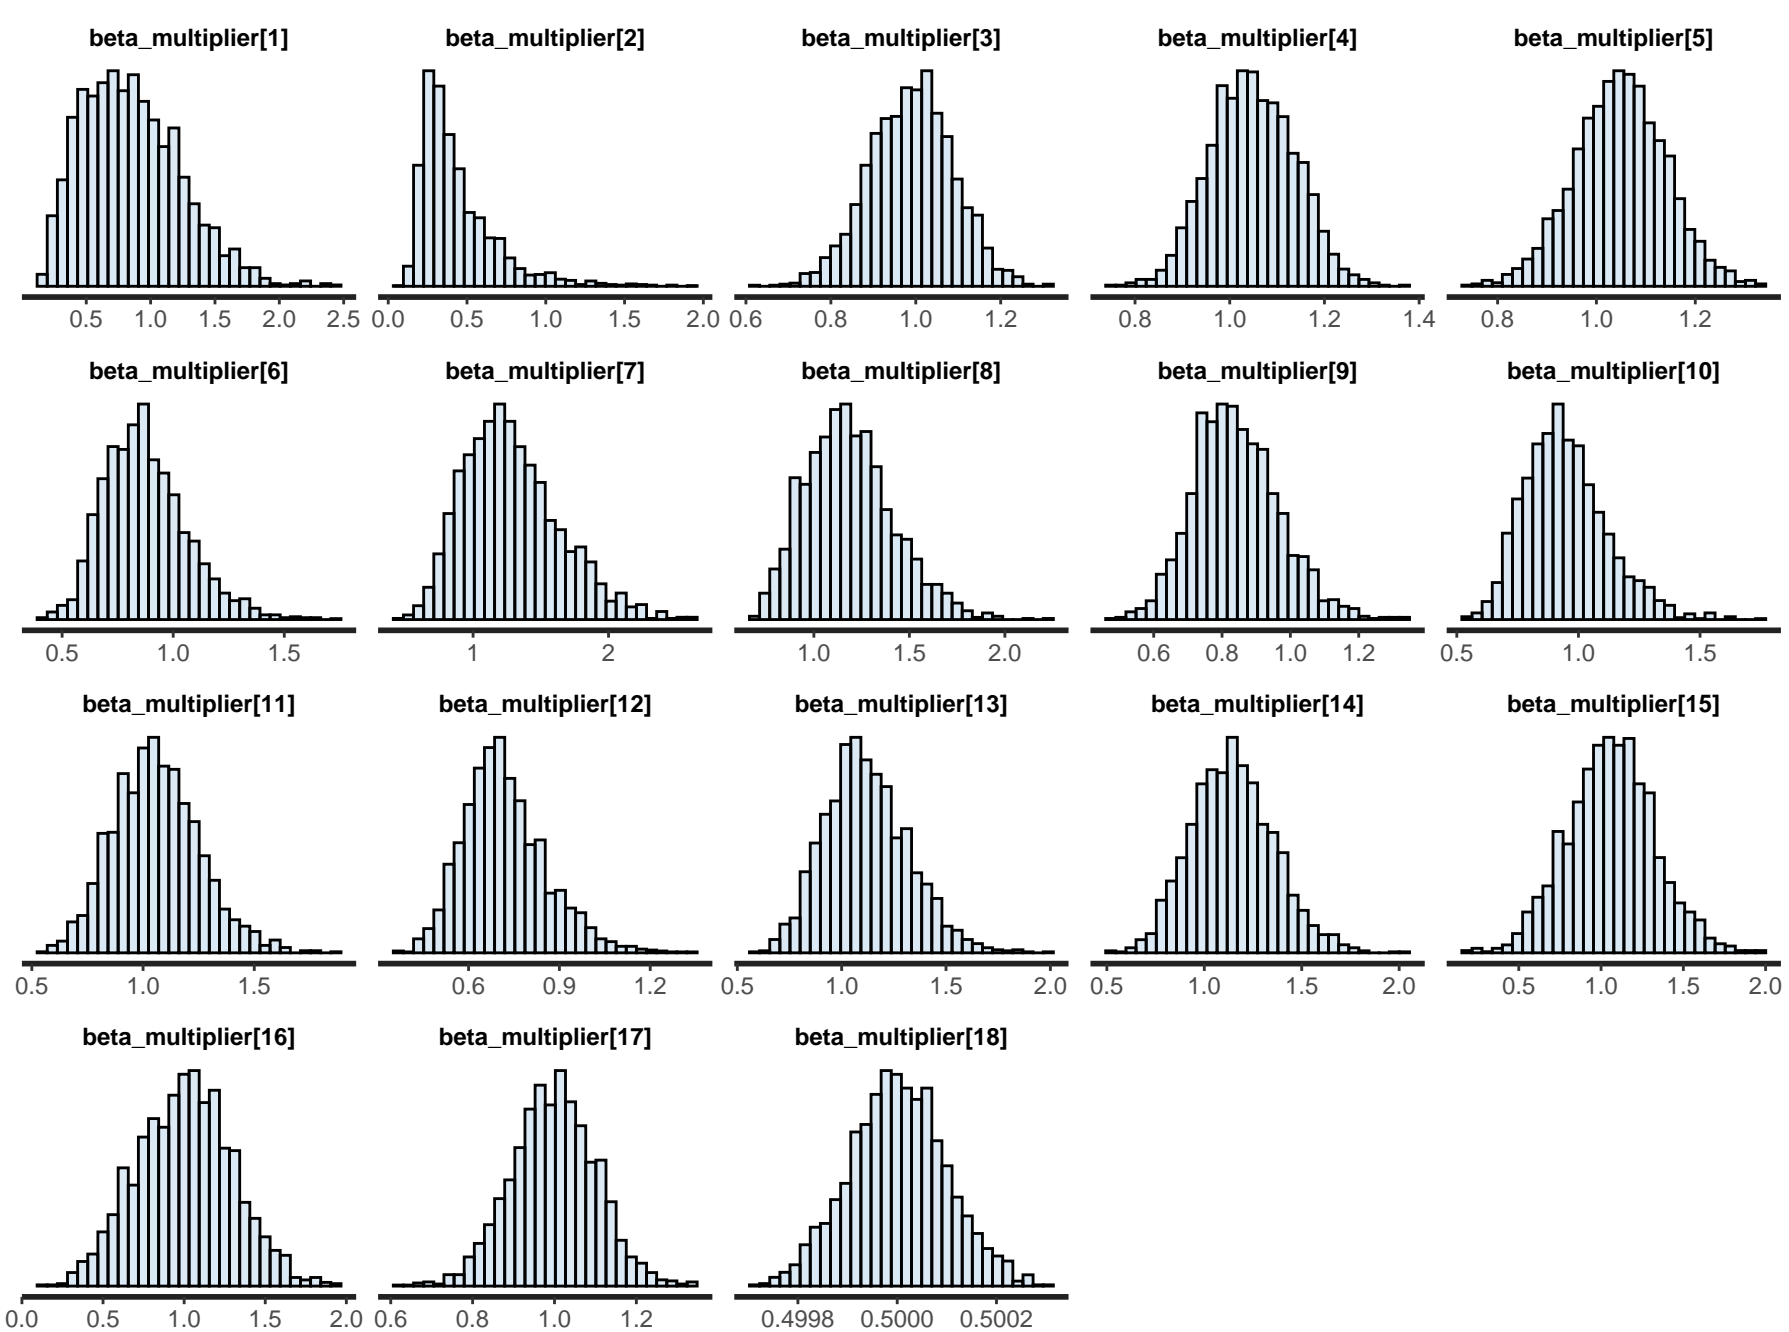 beta_multiplier[1] beta_multiplier[2] beta_multiplier[3] beta_multiplier[4] beta_multiplier[5]
0.5 1.0 1.5 2.0 2.5 0.0 0.5 1.0 1.5 2.0 0.6 0.8 1.0 1.2 0.8 1.0 1.2 1.4 0.8 1.0 1.2
beta_multiplier[6] beta_multiplier[7] beta_multiplier[8] beta_multiplier[9] beta_multiplier[10]
0.5 1.0 1.5 1 2 1.0 1.5 2.0 0.6 0.8 1.0 1.2 0.5 1.0 1.5
beta_multiplier[11] beta_multiplier[12] beta_multiplier[13] beta_multiplier[14] beta_multiplier[15]
0.5 1.0 1.5 0.6 0.9 1.2 0.5 1.0 1.5 2.0 0.5 1.0 1.5 2.0 0.5 1.0 1.5 2.0
beta_multiplier[16] beta_multiplier[17] beta_multiplier[18]
0.0 0.5 1.0 1.5 2.0 0.6 0.8 1.0 1.2 0.4998 0.5000 0.5002